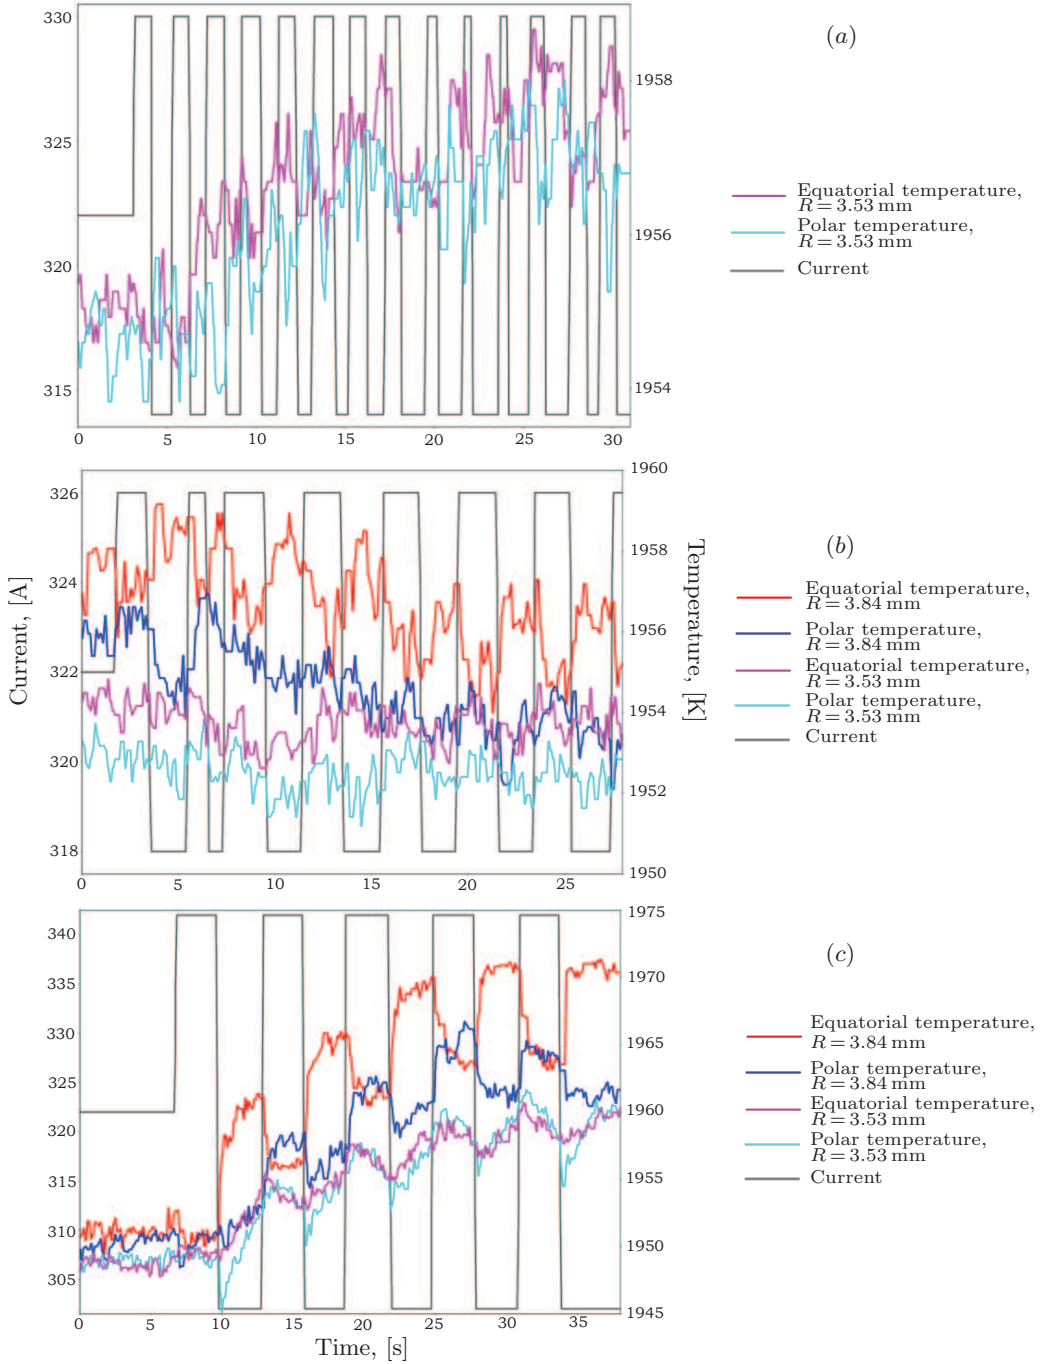 (a)
330
325
320
315
1958
1956
1954
0 5 10 15 20 25 30
Equatorial temperature,
R = 3.53 mm
Polar temperature,
R = 3.53 mm
Current
(b)
326
324
322
320
318
1960
1958
1956
1954
1952
1950
0 5 10 15 20 25
Current, [A]
Temperature, [K]
Equatorial temperature,
R = 3.84 mm
Polar temperature,
R = 3.84 mm
Equatorial temperature,
R = 3.53 mm
Polar temperature,
R = 3.53 mm
Current
(c)
340
335
330
325
320
315
310
305
1975
1970
1965
1960
1955
1950
1945
0 5 10 15 20 25 30 35
Time, [s]
Equatorial temperature,
R = 3.84 mm
Polar temperature,
R = 3.84 mm
Equatorial temperature,
R = 3.53 mm
Polar temperature,
R = 3.53 mm
Current